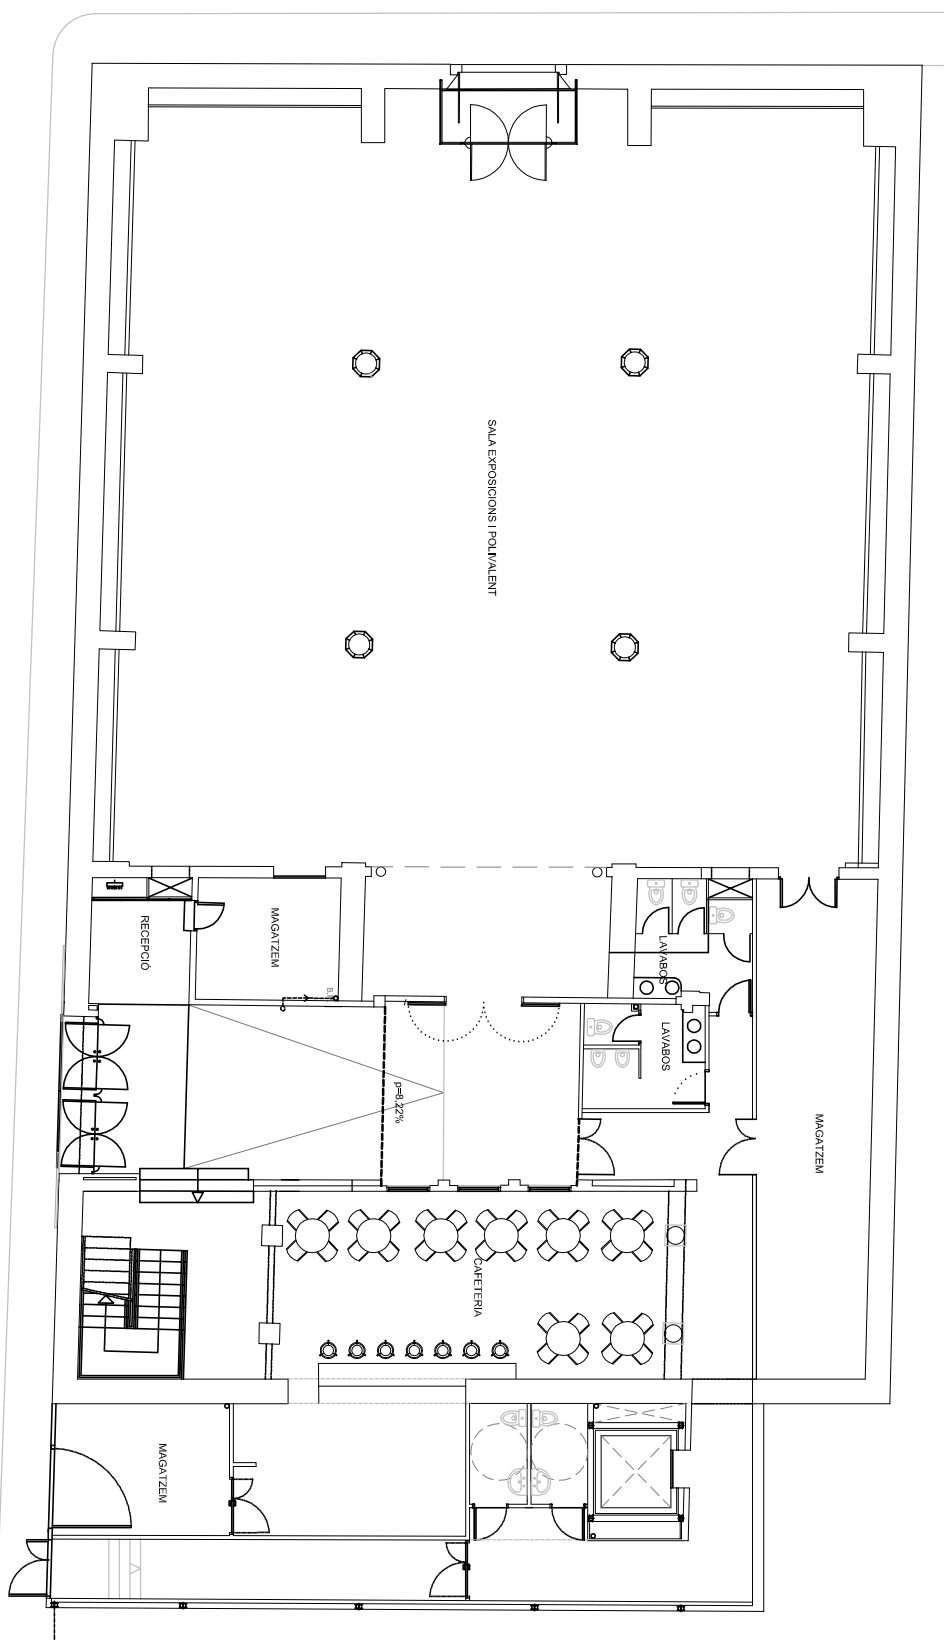 SALA EXPOSICIONS I POLIVALENT
RECEPCIÓ
MAGATZEM
LAVABOS
LAVABOS
p=8,22%
MAGATZEM
CAFETERIA
MAGATZEM